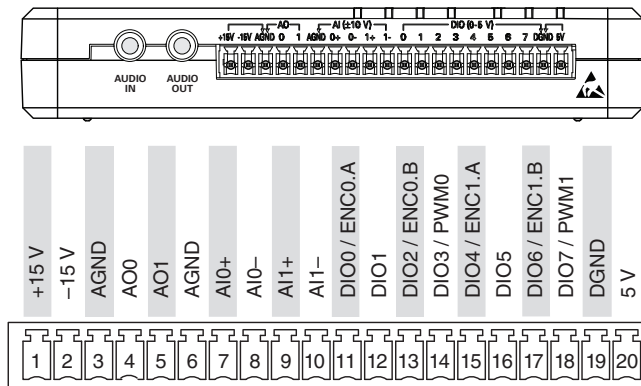 AO AI (±10 V) DIO (0-5 V)
+15V -15V AGND 0 1 AGND 0+ 0- 1+ 1- 0 1 2 3 4 5 6 7 DGND 5V
AUDIO IN
AUDIO OUT
+15 V
−15 V
AGND
AO0
AO1
AGND
AI0+
AI0−
AI1+
AI1−
DIO0 / ENC0.A
DIO1
DIO2 / ENC0.B
DIO3 / PWM0
DIO4 / ENC1.A
DIO5
DIO6 / ENC1.B
DIO7 / PWM1
DGND
5 V
1 2 3 4 5 6 7 8 9 10 11 12 13 14 15 16 17 18 19 20